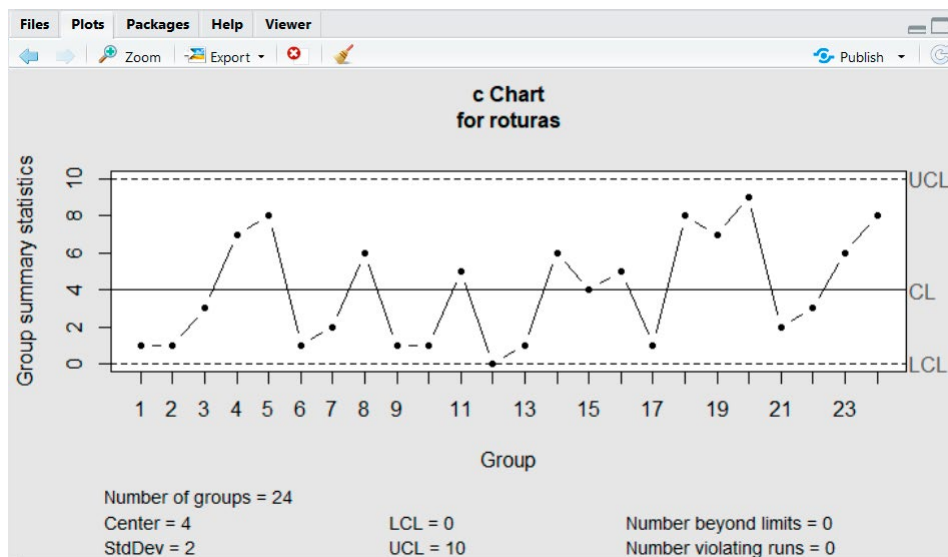 Files Plots Packages Help Viewer
Zoom Export Publish
c Chart
for roturas
Group summary statistics
0 2 4 6 8 10
UCL
CL
LCL
1 2 3 4 5 6 7 8 9 11 13 15 17 19 21 23
Group
Number of groups = 24
Center = 4 LCL = 0 Number beyond limits = 0
StdDev = 2 UCL = 10 Number violating runs = 0